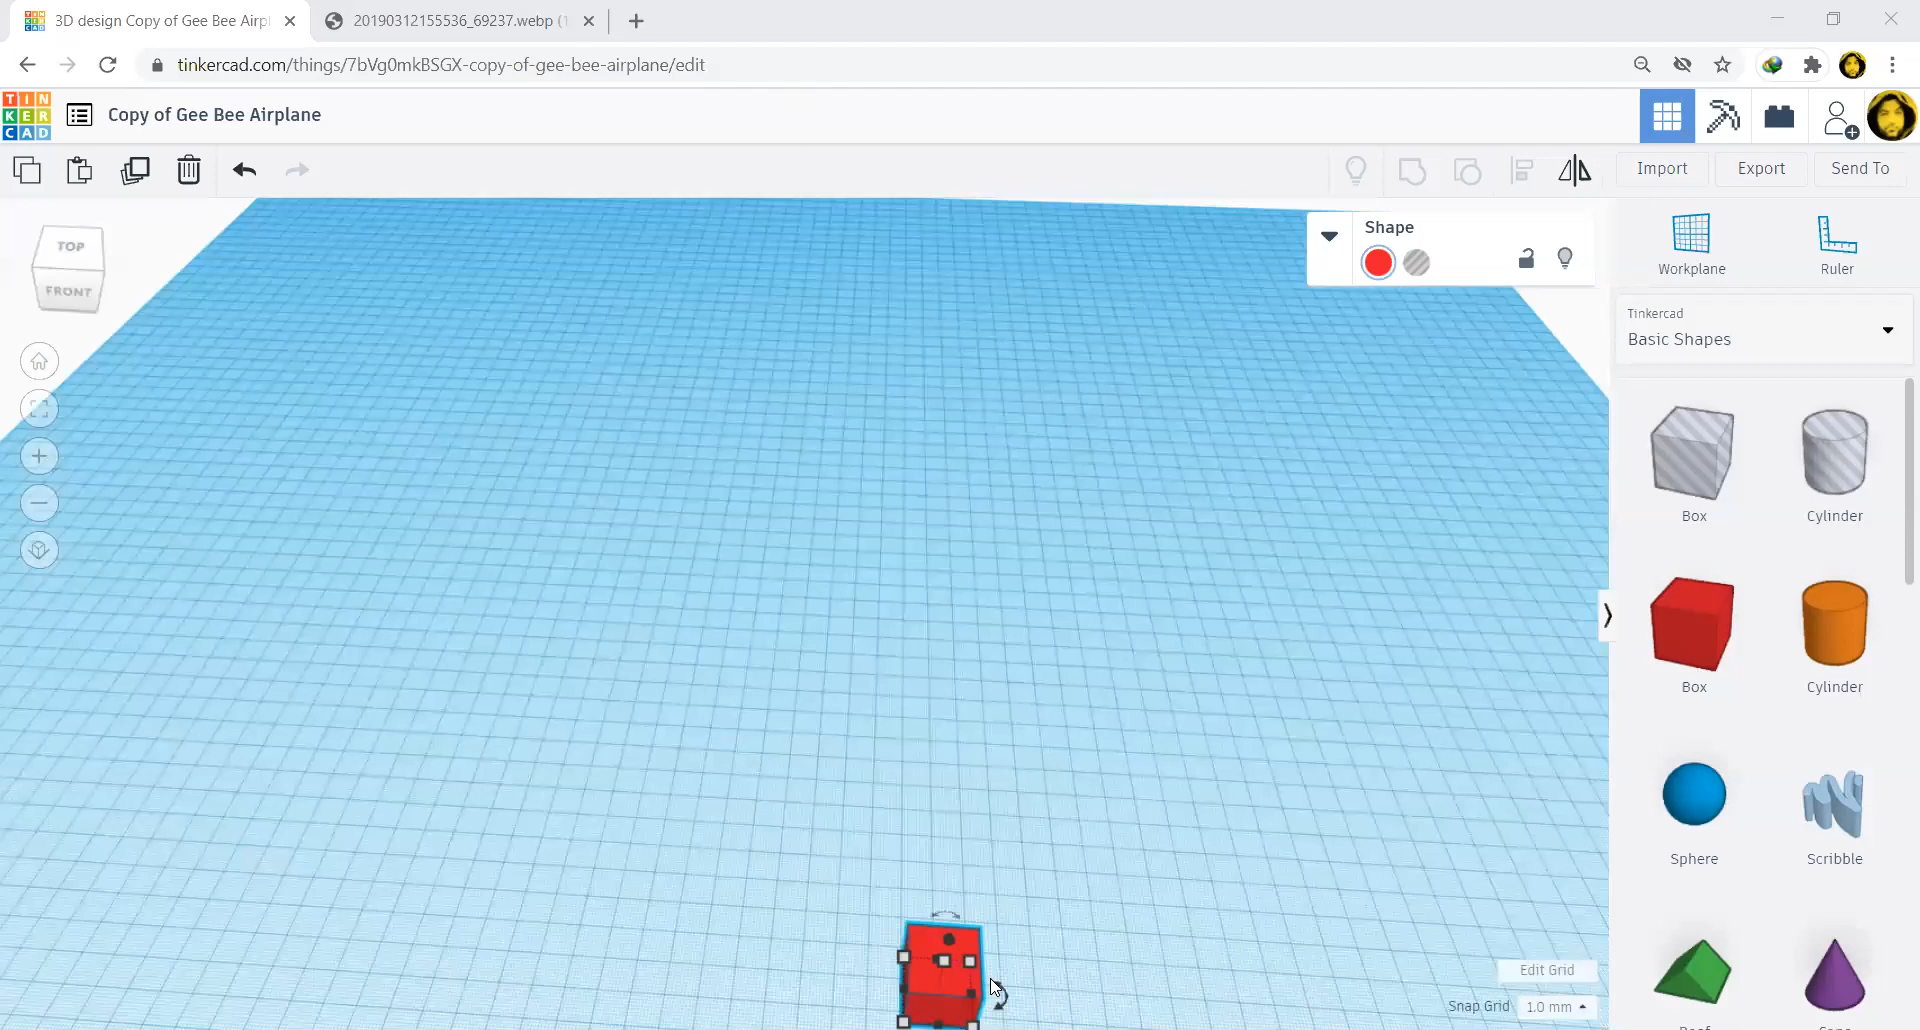 3D design Copy of Gee Bee Airpl
20190312155536_69237.webp (1
tinkercad.com/things/7bVg0mkBSGX-copy-of-gee-bee-airplane/edit
TIN
KER
CAD
Copy of Gee Bee Airplane
Import
Export
Send To
TOP
FRONT
Shape
Workplane
Ruler
Tinkercad
Basic Shapes
Box
Cylinder
Box
Cylinder
Sphere
Scribble
Edit Grid
Snap Grid
1.0 mm